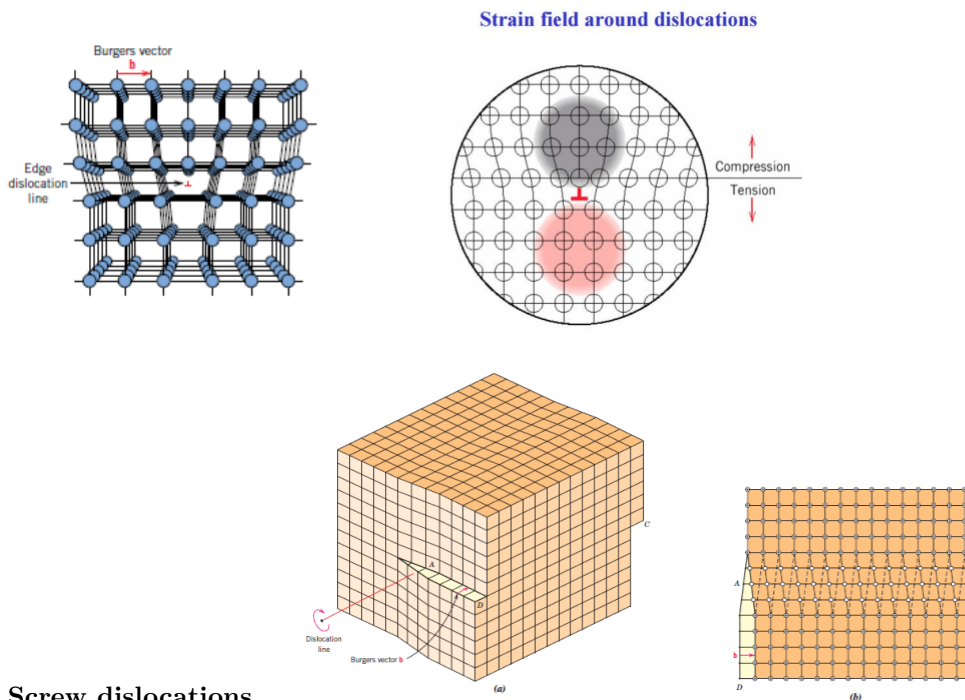 Strain field around dislocations
Burgers vector
b
Edge
dislocation
line
⊥
Compression
Tension
⊥
C
A
D
Dislocation
line
Burgers vector b
(a)
A
b
D
(b)
Screw dislocations